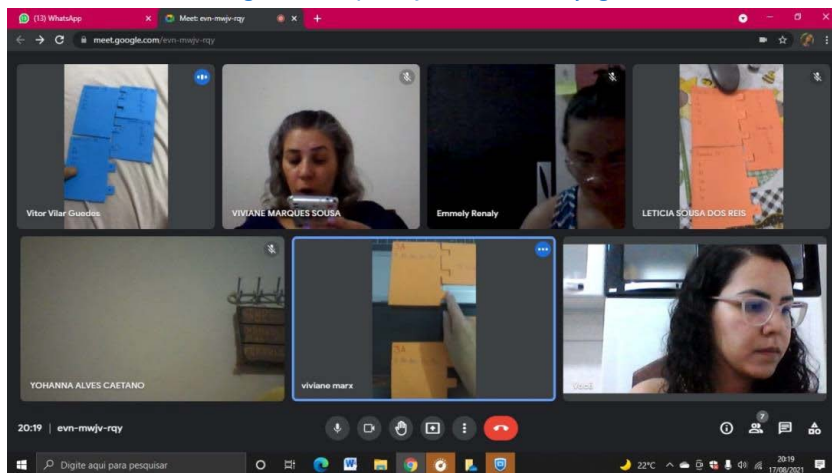 (13) WhatsApp
Meet: evn-mwjv-rqy
meet.google.com/evn-mwjv-rqy
Vitor Vilar Guedes
VIVIANE MARQUES SOUSA
Emmely Renaly
LETICIA SOUSA DOS REIS
YOHANNA ALVES CAETANO
viviane marx
Você
20:19 | evn-mwjv-rqy
7
Digite aqui para pesquisar
22°C
20:19
17/08/2021